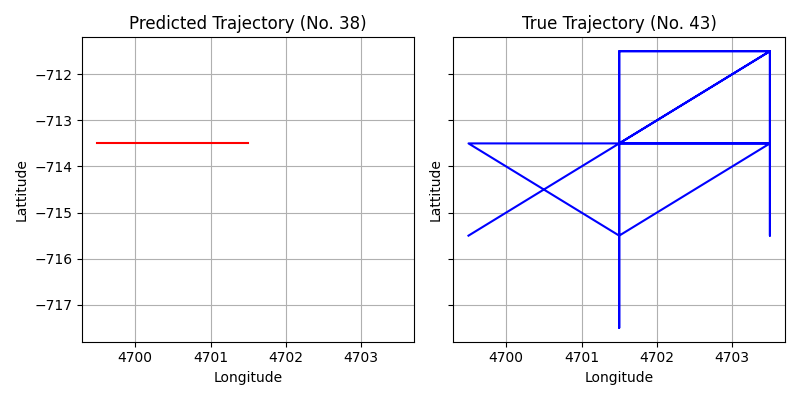 Predicted Trajectory (No. 38)
−712
−713
−714
−715
−716
−717
Lattitude
4700 4701 4702 4703
Longitude
True Trajectory (No. 43)
Lattitude
4700 4701 4702 4703
Longitude